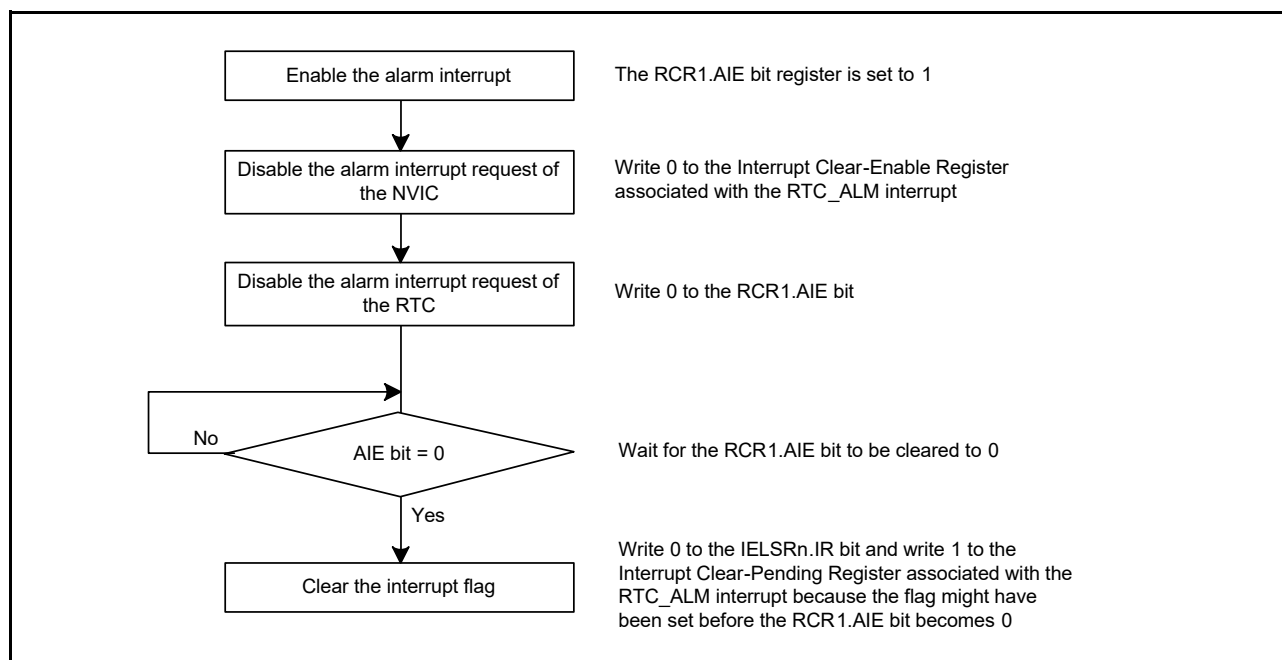 Enable the alarm interrupt
The RCR1.AIE bit register is set to 1
Disable the alarm interrupt request of
the NVIC
Write 0 to the Interrupt Clear-Enable Register
associated with the RTC_ALM interrupt
Disable the alarm interrupt request of
the RTC
Write 0 to the RCR1.AIE bit
No
AIE bit = 0
Wait for the RCR1.AIE bit to be cleared to 0
Yes
Clear the interrupt flag
Write 0 to the IELSRn.IR bit and write 1 to the
Interrupt Clear-Pending Register associated with the
RTC_ALM interrupt because the flag might have
been set before the RCR1.AIE bit becomes 0